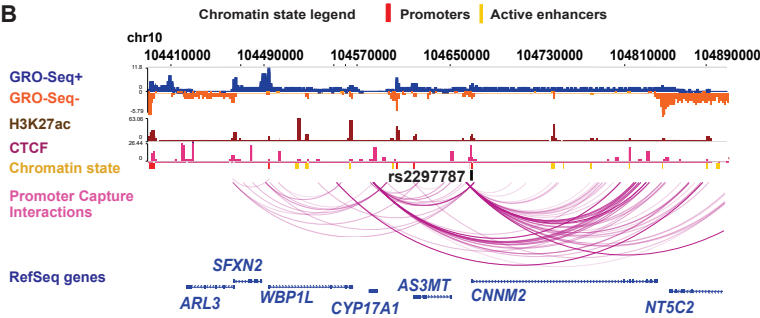 B
Chromatin state legend Promoters Active enhancers
chr10
104410000 104490000 104570000 104650000 104730000 104810000 104890000
11.8
GRO-Seq+
0
GRO-Seq-
0
-5.79
63.06
H3K27ac
0
26.44
CTCF
0
Chromatin state
rs2297787
Promoter Capture
Interactions
RefSeq genes
SFXN2
ARL3
WBP1L
CYP17A1
AS3MT
CNNM2
NT5C2